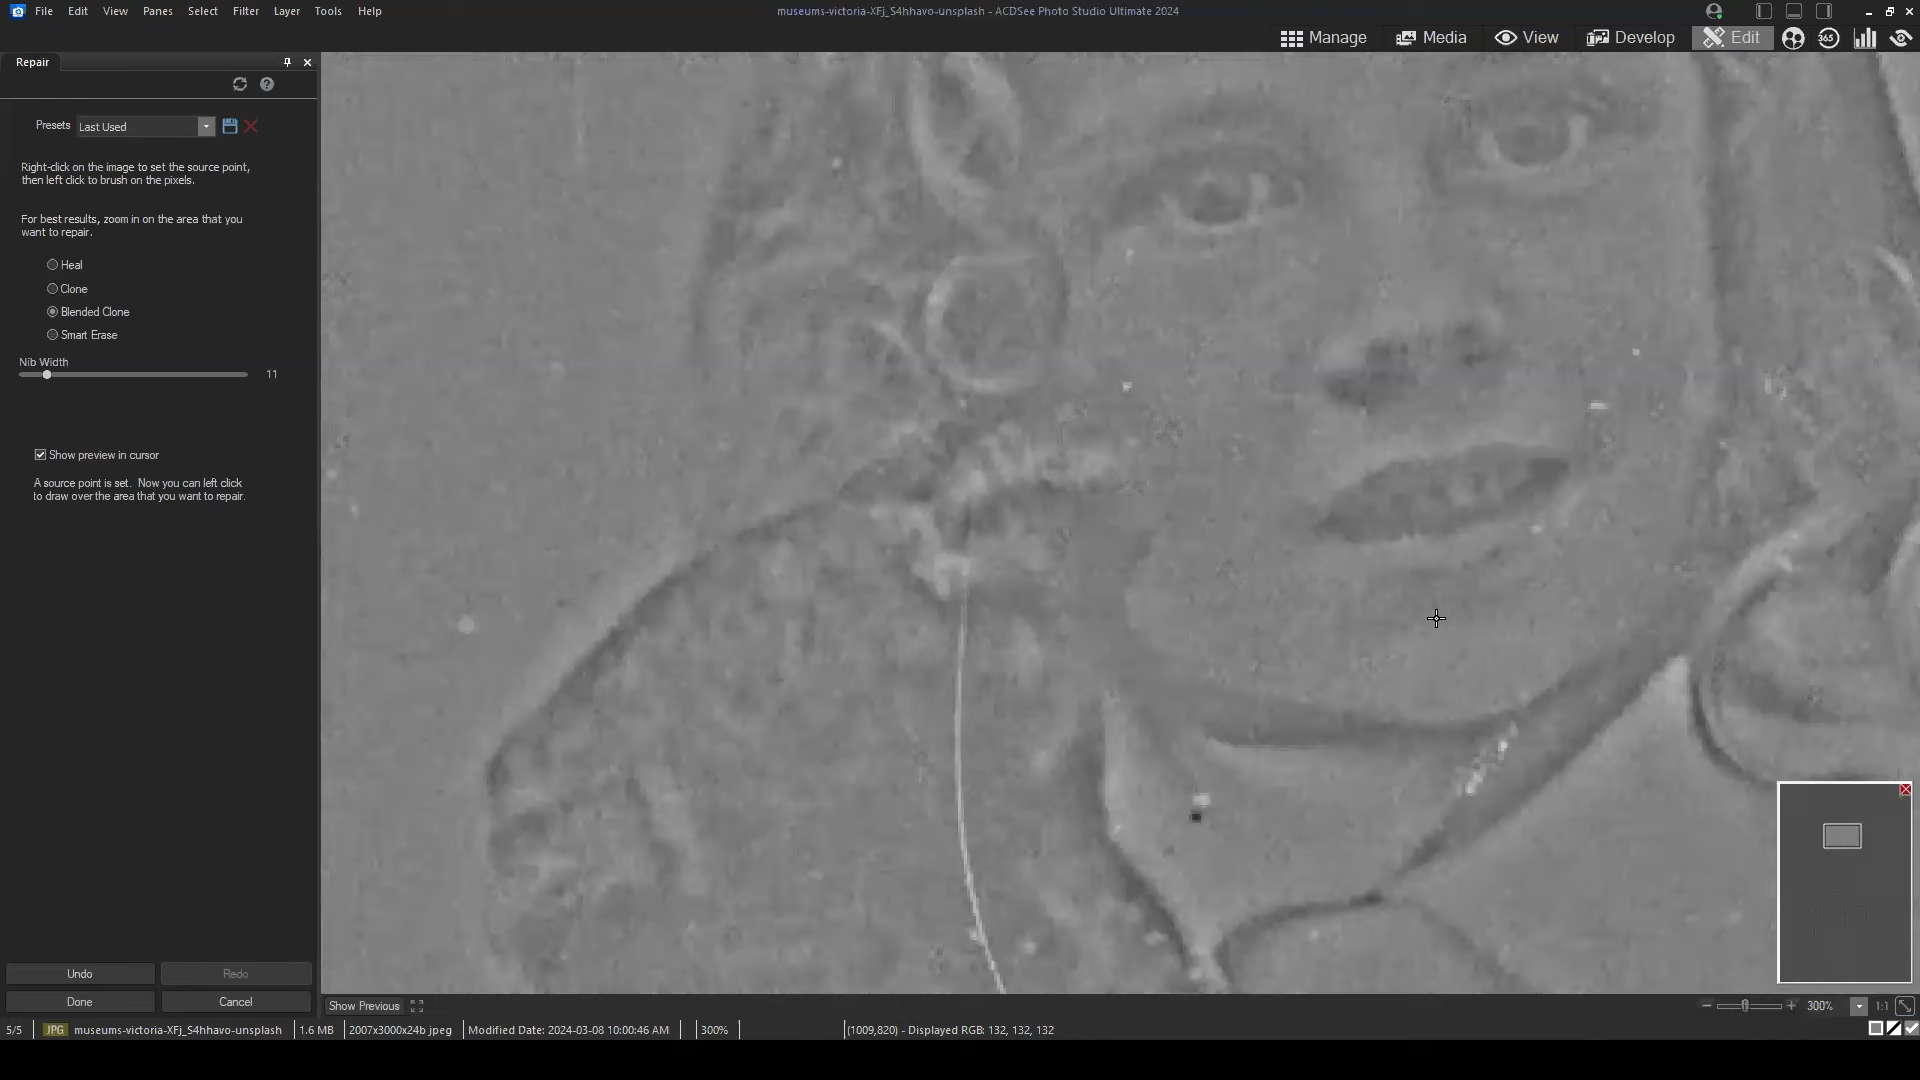 File Edit View Panes Select Filter Layer Tools Help
museums-victoria-XFj_S4hhavo-unsplash - ACDSee Photo Studio Ultimate 2024
Manage Media View Develop Edit 365
Repair
Presets Last Used
Right-click on the image to set the source point,
then left click to brush on the pixels.
For best results, zoom in on the area that you
want to repair.
Heal
Clone
Blended Clone
Smart Erase
Nib Width
11
Show preview in cursor
A source point is set. Now you can left click
to draw over the area that you want to repair.
Undo Redo
Done Cancel
Show Previous
300% 1:1
5/5 JPG museums-victoria-XFj_S4hhavo-unsplash 1.6 MB 2007x3000x24b jpeg Modified Date: 2024-03-08 10:00:46 AM 300% (1009,820) - Displayed RGB: 132, 132, 132